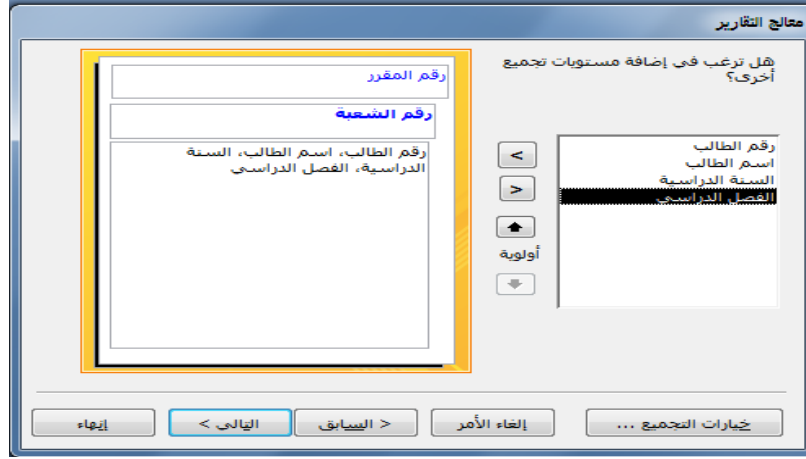 معالج التقارير
هل ترغب في إضافة مستويات تجميع
أخرى؟
رقم الطالب
اسم الطالب
السنة الدراسية
الفصل الدراسي
أولوية
رقم المقرر
رقم الشعبة
رقم الطالب، اسم الطالب، السنة
الدراسية، الفصل الدراسي
خيارات التجميع ...
إلغاء الأمر
< السابق
التالي >
إنهاء